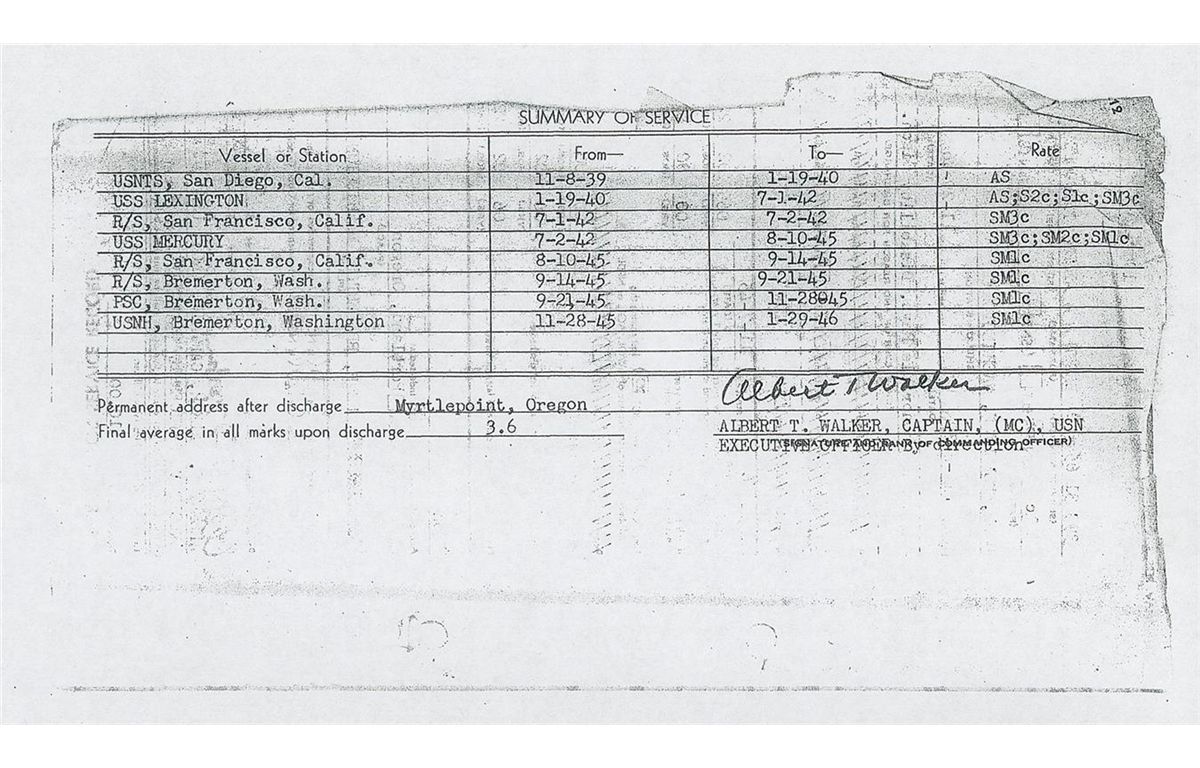 SUMMARY OF SERVICE
Vessel or Station From— To— Rate
USNTS, San Diego, Cal. 11-8-39 1-19-40 AS
USS LEXINGTON 1-19-40 7-1-42 AS;S2c;S1c;SM3c
R/S, San Francisco, Calif. 7-1-42 7-2-42 SM3c
USS MERCURY 7-2-42 8-10-45 SM3c;SM2c;SM1c
R/S, San Francisco, Calif. 8-10-45 9-14-45 SM1c
R/S, Bremerton, Wash. 9-14-45 9-21-45 SM1c
PSC, Bremerton, Wash. 9-21-45 11-28045 SM1c
USNH, Bremerton, Washington 11-28-45 1-29-46 SM1c
Albert T Walker
Permanent address after discharge Myrtlepoint, Oregon
ALBERT T. WALKER, CAPTAIN, (MC), USN
Final average in all marks upon discharge 3.6
(SIGNATURE AND RANK OF COMMANDING OFFICER)
EXECUTIVE OFFICER By direction